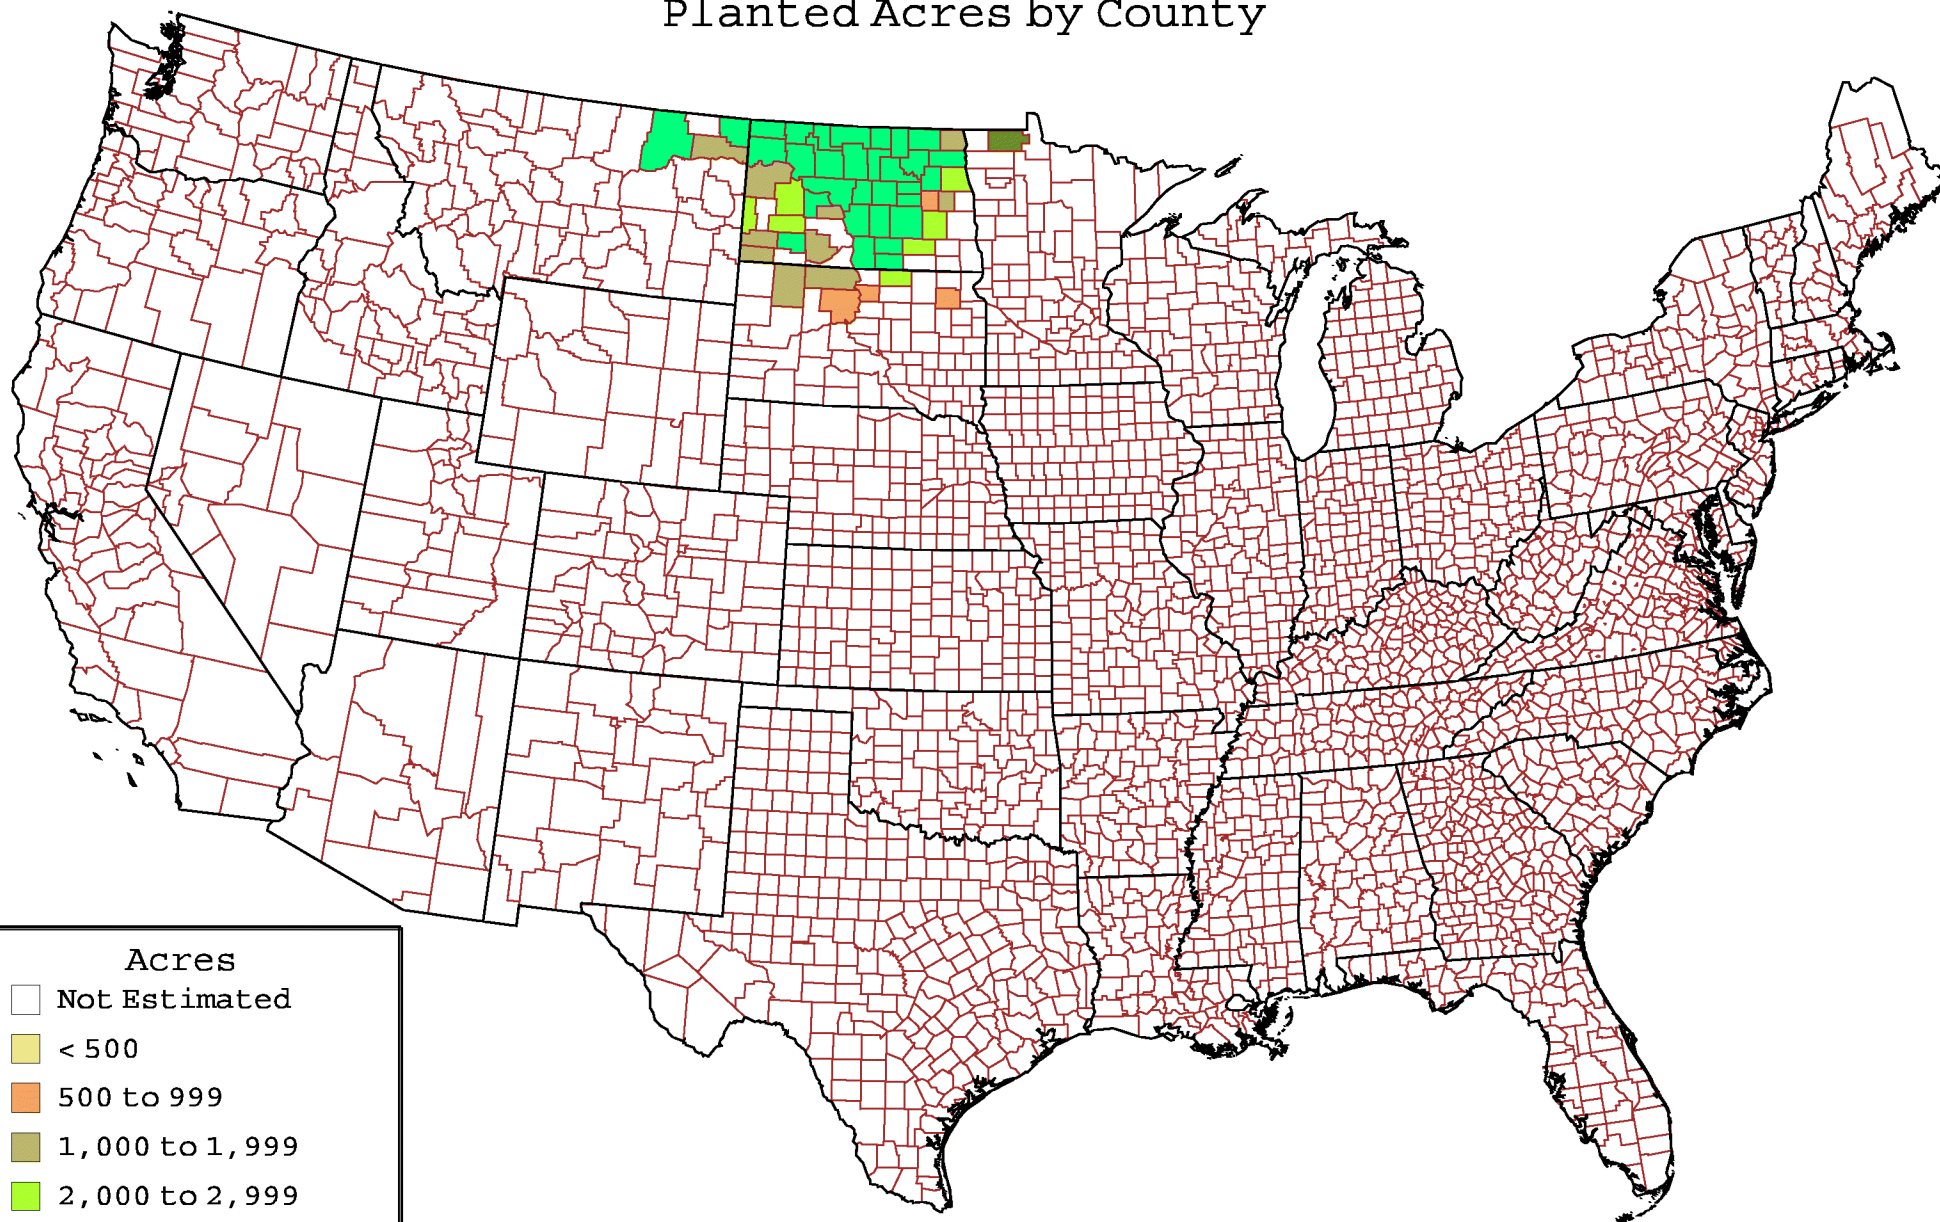 Planted Acres by County
Acres
Not Estimated
< 500
500 to 999
1,000 to 1,999
2,000 to 2,999